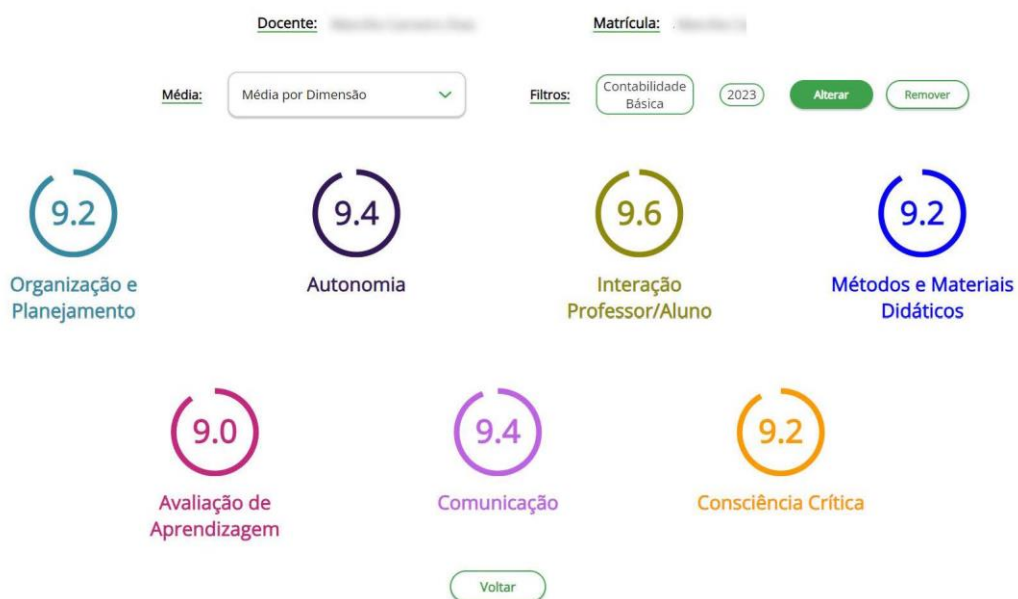 Docente:
Matrícula:
Média:
Média por Dimensão
Filtros:
Contabilidade
Básica
2023
Alterar
Remover
9.2
9.4
9.6
9.2
Organização e
Planejamento
Autonomia
Interação
Professor/Aluno
Métodos e Materiais
Didáticos
9.0
9.4
9.2
Avaliação de
Aprendizagem
Comunicação
Consciência Crítica
Voltar